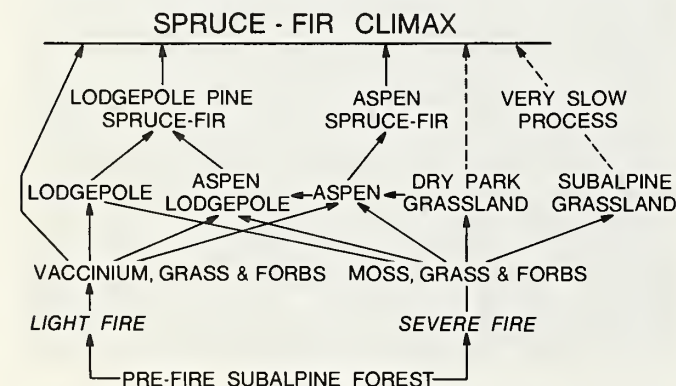 SPRUCE - FIR CLIMAX
LODGEPOLE PINE
SPRUCE-FIR
ASPEN
SPRUCE-FIR
VERY SLOW
PROCESS
LODGEPOLE
ASPEN
LODGEPOLE
ASPEN
DRY PARK
GRASSLAND
SUBALPINE
GRASSLAND
VACCINIUM, GRASS & FORBS
MOSS, GRASS & FORBS
LIGHT FIRE
SEVERE FIRE
PRE-FIRE SUBALPINE FOREST